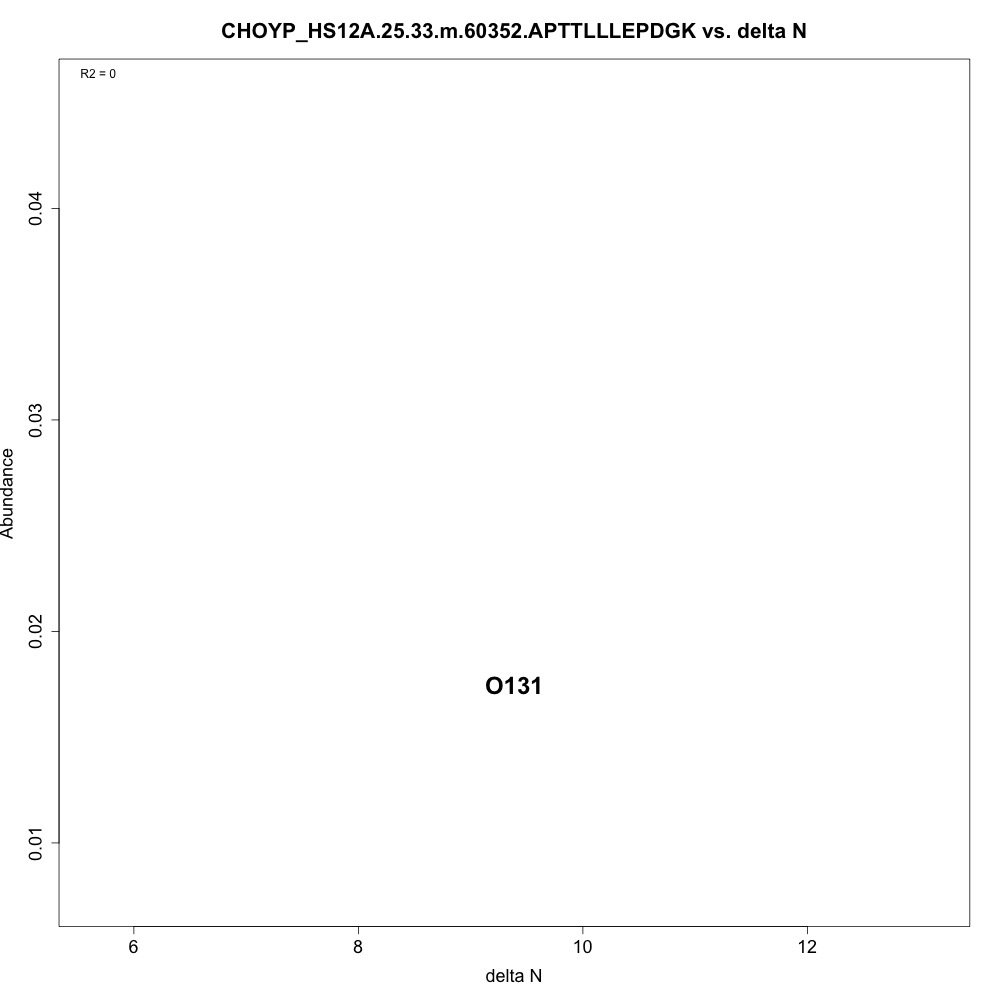 CHOYP_HS12A.25.33.m.60352.APTTLLLEPDGK vs. delta N
R2 = 0
0.04
0.03
Abundance
0.02
O131
0.01
6 8 10 12
delta N